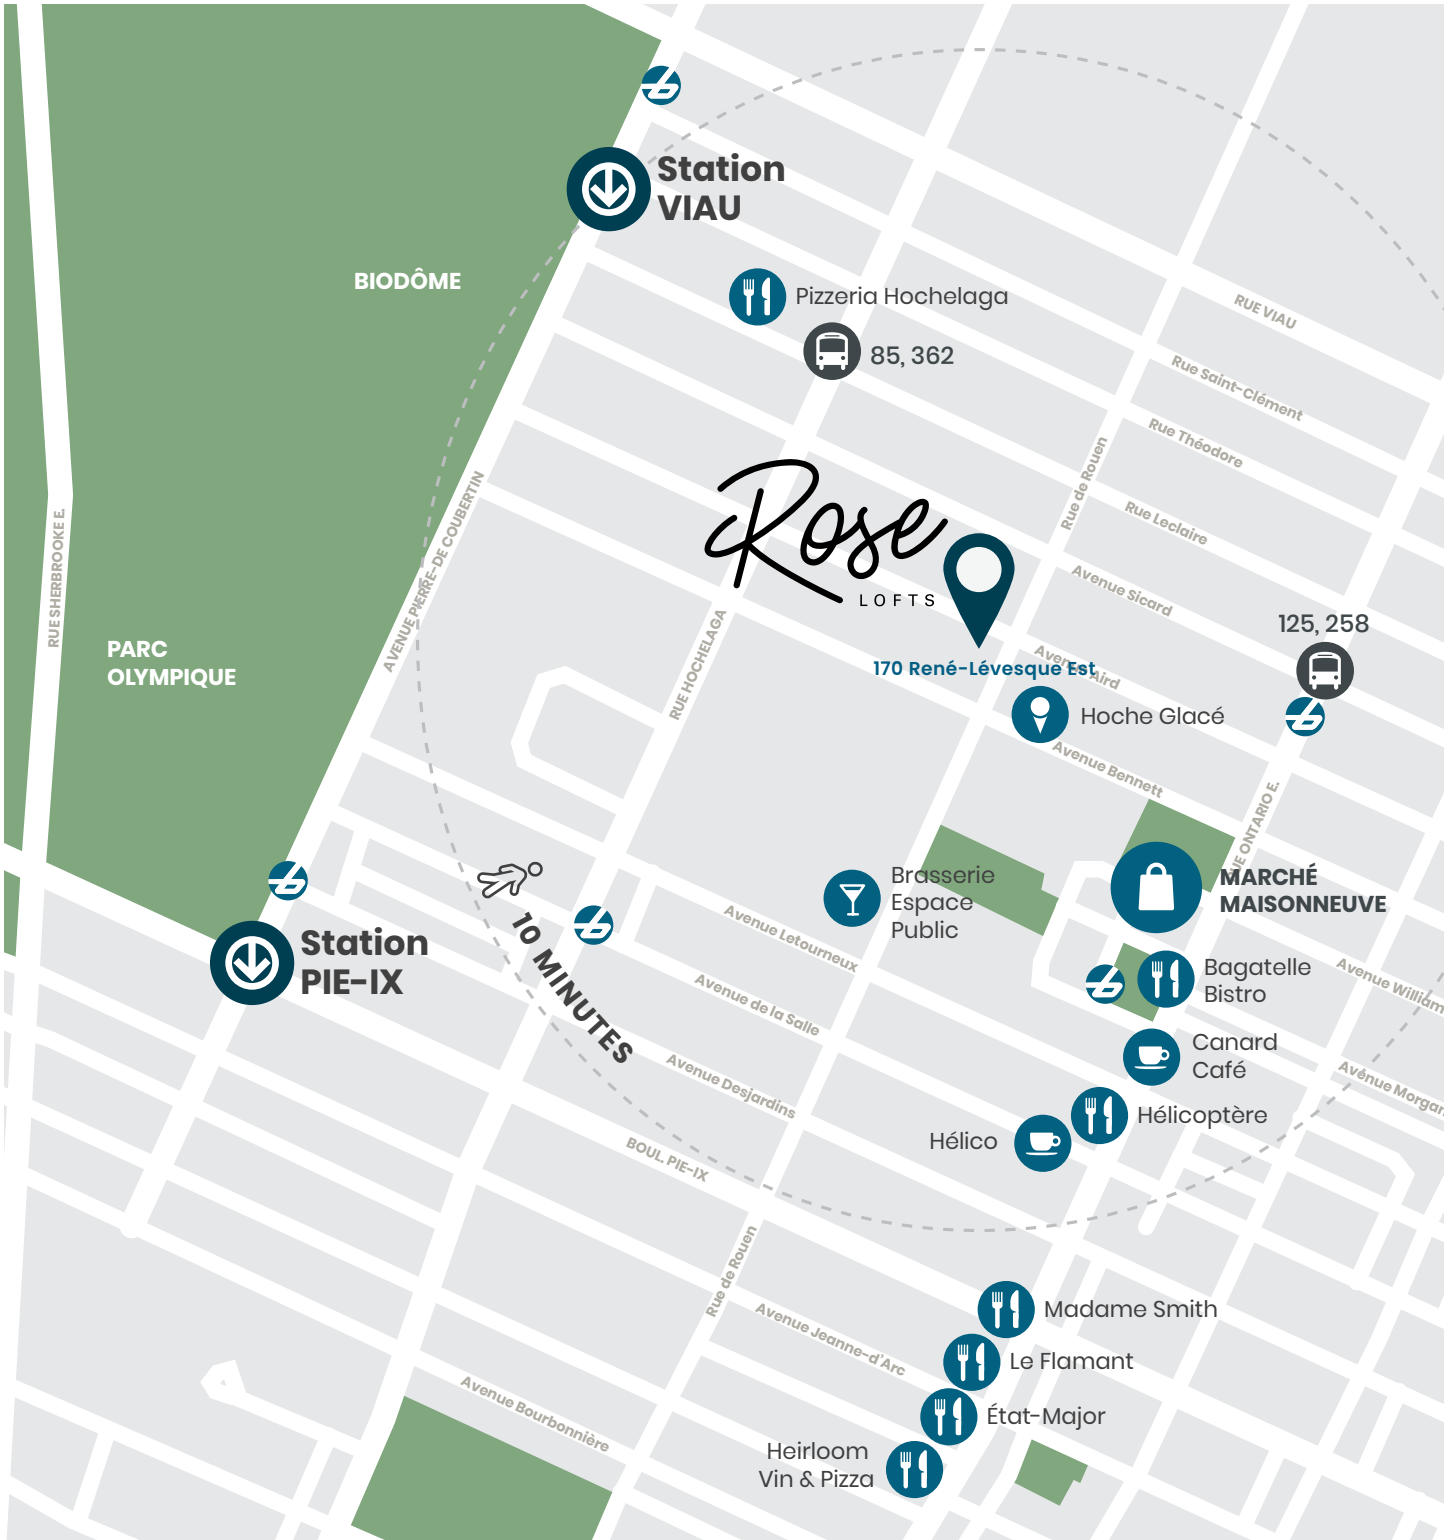 Station
VIAU
BIODÔME
Pizzeria Hochelaga
85, 362
RUE VIAU
Rue Saint-Clément
Rue Théodore
Rue de Rouen
Rue Leclaire
Avenue Sicard
Rose
LOFTS
170 René-Lévesque Est
Avenue Aird
125, 258
Hoche Glacé
Avenue Bennett
RUE SHERBROOKE E.
AVENUE PIERRE-DE COUBERTIN
PARC
OLYMPIQUE
RUE HOCHELAGA
RUE ONTARIO E.
MARCHÉ
MAISONNEUVE
Brasserie
Espace
Public
10 MINUTES
Station
PIE-IX
Avenue Letourneux
Avenue de la Salle
Avenue Desjardins
BOUL. PIE-IX
Bagatelle
Bistro
Avenue William
Canard
Café
Avenue Morgan
Hélicoptère
Hélico
Rue de Rouen
Avenue Jeanne-d'Arc
Avenue Bourbonnière
Madame Smith
Le Flamant
État-Major
Heirloom
Vin & Pizza